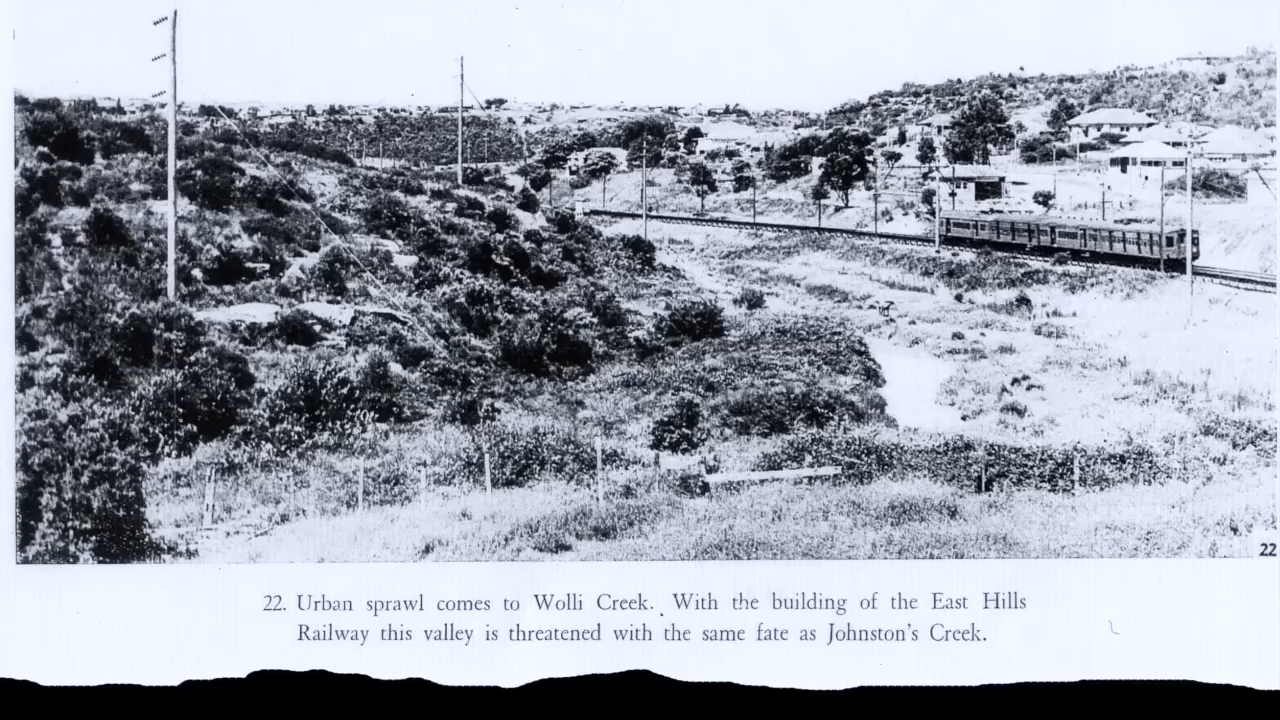 22
22. Urban sprawl comes to Wolli Creek. With the building of the East Hills
Railway this valley is threatened with the same fate as Johnston's Creek.